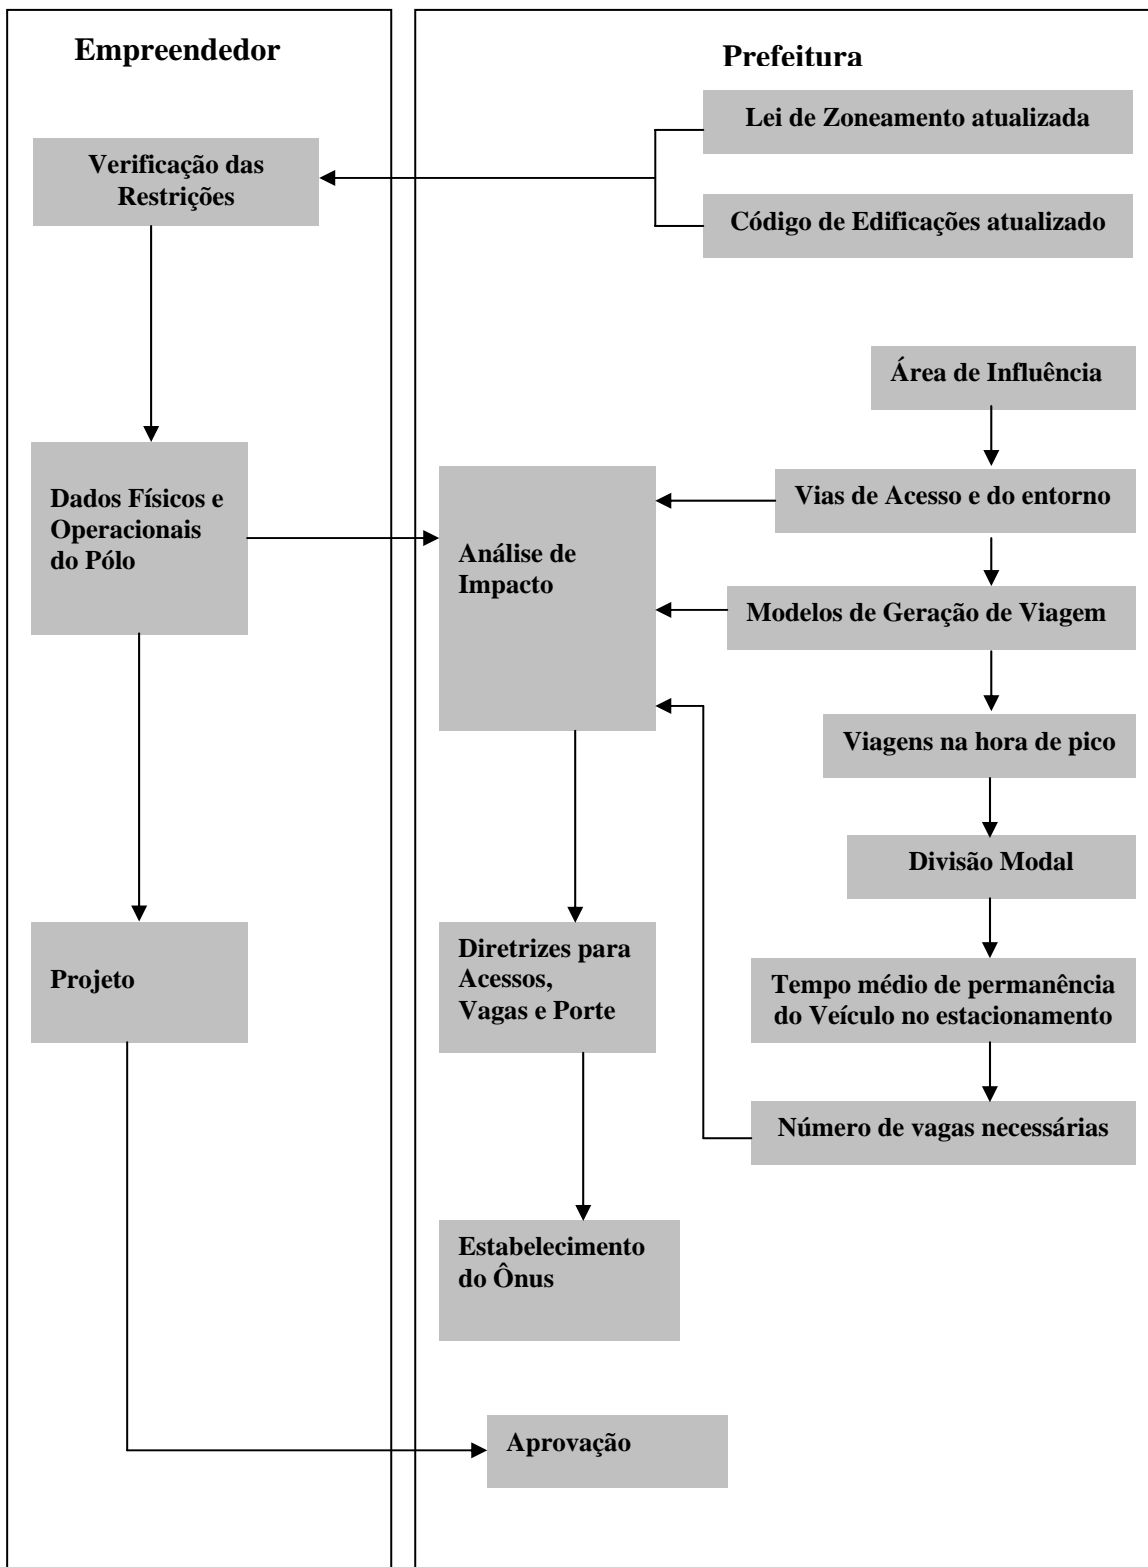 Empreendedor
Prefeitura
Lei de Zoneamento atualizada
Verificação das
Restrições
Código de Edificações atualizado
Área de Influência
Dados Físicos e
Operacionais
do Pólo
Análise de
Impacto
Vias de Acesso e do entorno
Modelos de Geração de Viagem
Viagens na hora de pico
Divisão Modal
Projeto
Diretrizes para
Acessos,
Vagas e Porte
Tempo médio de permanência
do Veículo no estacionamento
Número de vagas necessárias
Estabelecimento
do Ônus
Aprovação